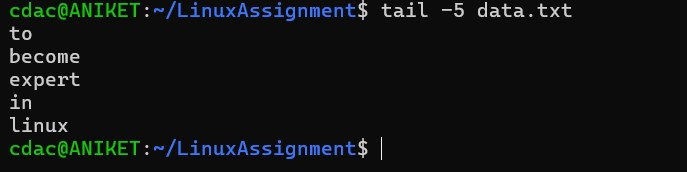 cdac@ANIKET:~/LinuxAssignment$ tail -5 data.txt
to
become
expert
in
linux
cdac@ANIKET:~/LinuxAssignment$